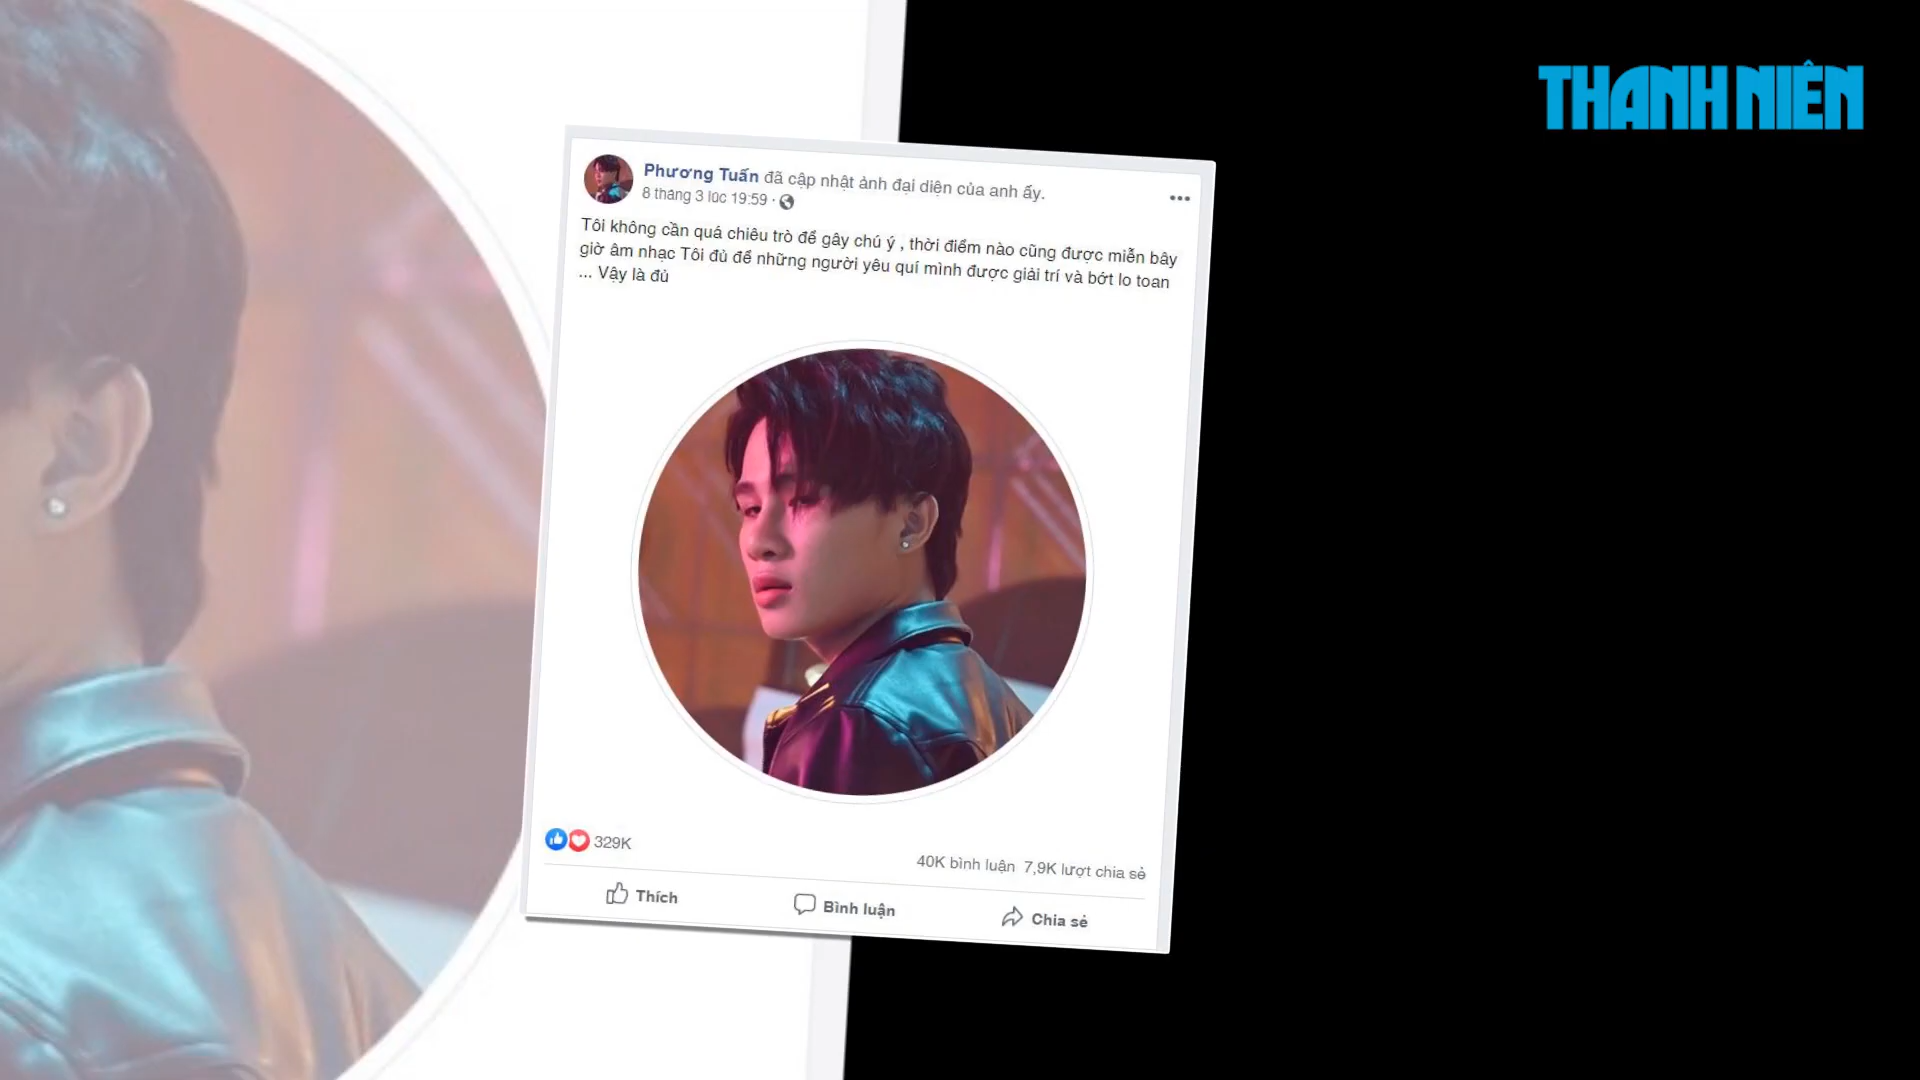 THANH NIÊN
Phương Tuấn đã cập nhật ảnh đại diện của anh ấy.
8 tháng 3 lúc 19:59 ·
Tôi không cần quá chiêu trò để gây chú ý , thời điểm nào cũng được miễn bây
giờ âm nhạc Tôi đủ để những người yêu quí mình được giải trí và bớt lo toan
... Vậy là đủ
329K
40K bình luận 7,9K lượt chia sẻ
Thích Bình luận Chia sẻ